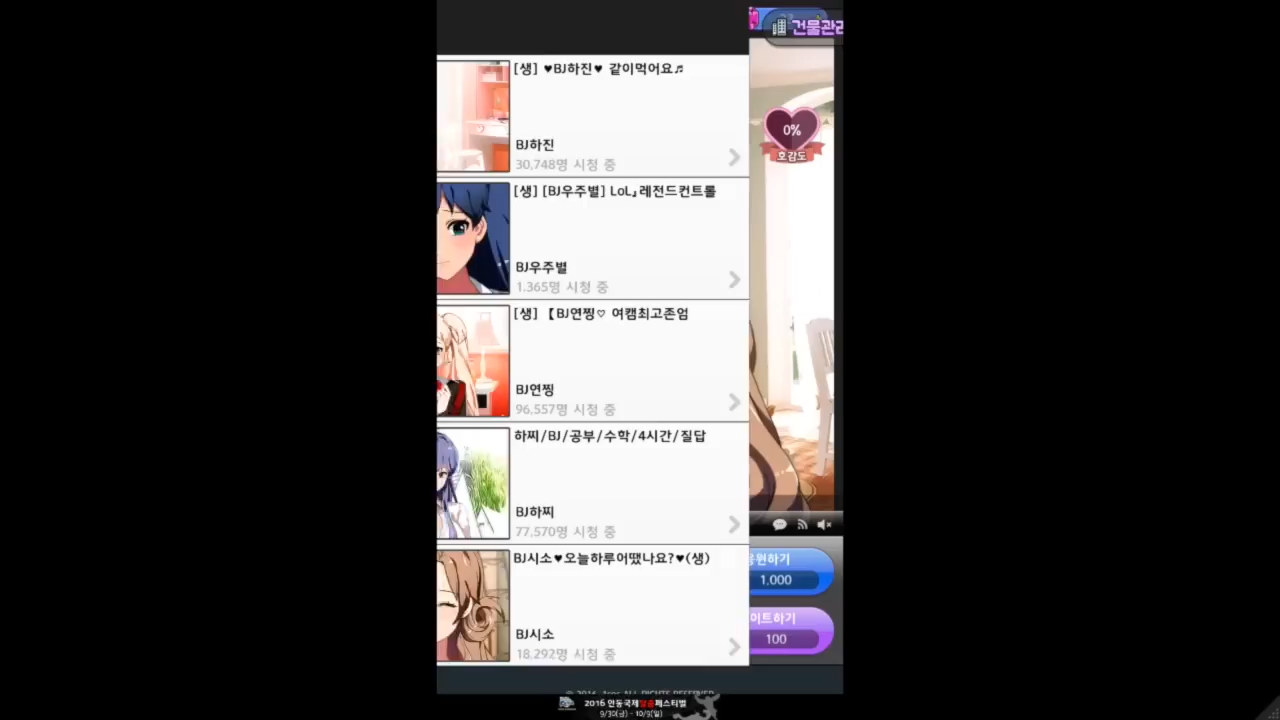 건물관리
[생] ♥BJ하진♥ 같이먹어요♬
BJ하진
30,748명 시청 중
0%
호감도
[생] [BJ우주별] LoL」레전드컨트롤
BJ우주별
1,365명 시청 중
[생] 【BJ연찡♡ 여캠최고존엄
BJ연찡
96,557명 시청 중
하찌/BJ/공부/수학/4시간/질답
BJ하찌
77,570명 시청 중
BJ시소♥오늘하루어땠나요?♥(생)
BJ시소
18,292명 시청 중
응원하기
1,000
이트하기
100
2016 안동국제탈춤페스티벌
9/30(금) - 10/9(일)